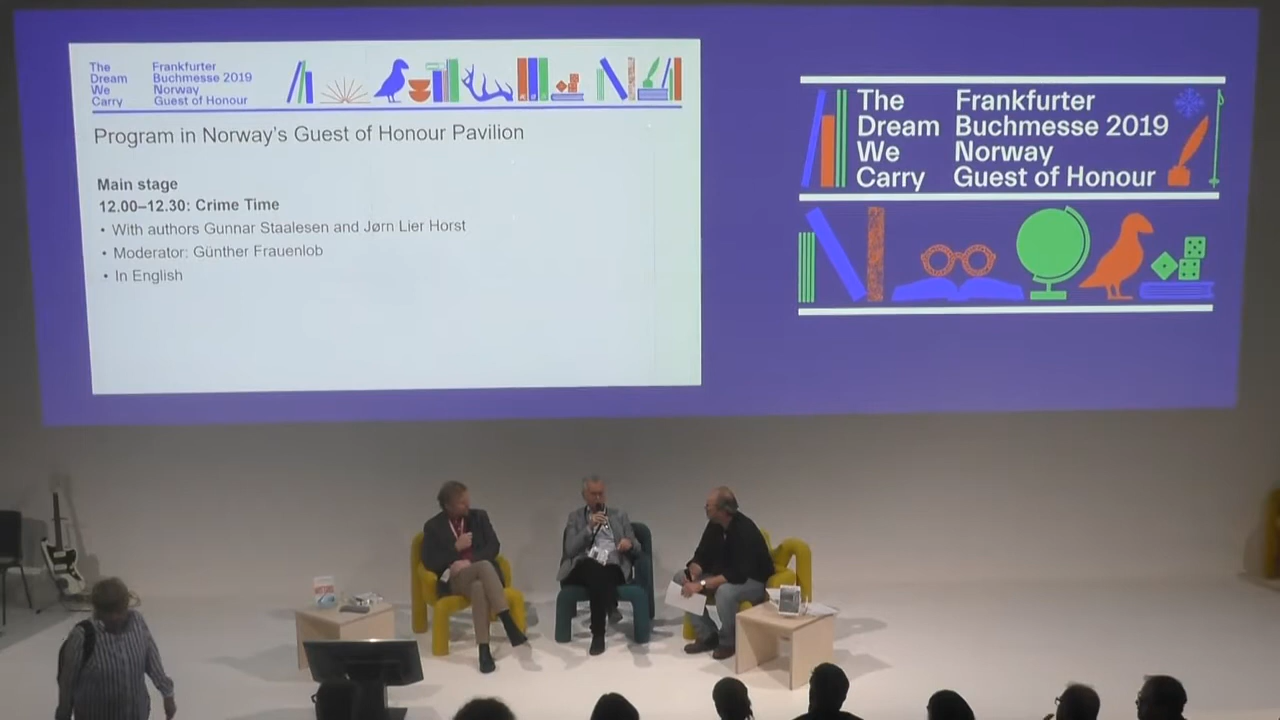 The
Dream
We
Carry
Frankfurter
Buchmesse 2019
Norway
Guest of Honour
Program in Norway's Guest of Honour Pavilion
Main stage
12.00–12.30: Crime Time
• With authors Gunnar Staalesen and Jørn Lier Horst
• Moderator: Günther Frauenlob
• In English
The
Dream
We
Carry
Frankfurter
Buchmesse 2019
Norway
Guest of Honour